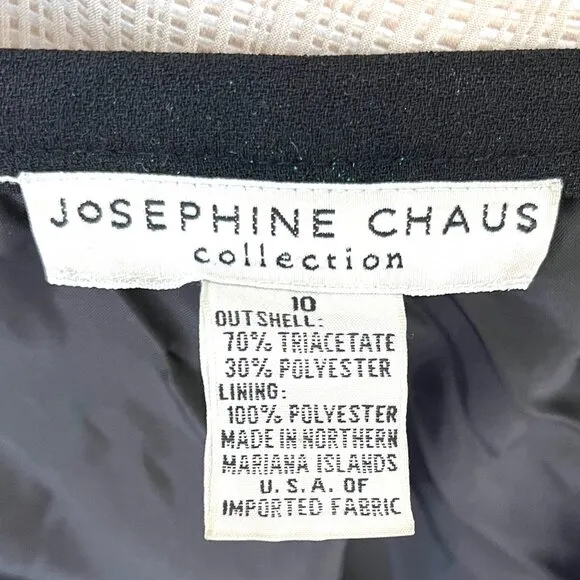 JoSEPHINE CHAUS
collection
10
OUTSHELL:
70% TRIACETATE
30% POLYESTER
LINING:
100% POLYESTER
MADE IN NORTHERN
MARIANA ISLANDS
U.S.A. OF
IMPORTED FABRIC